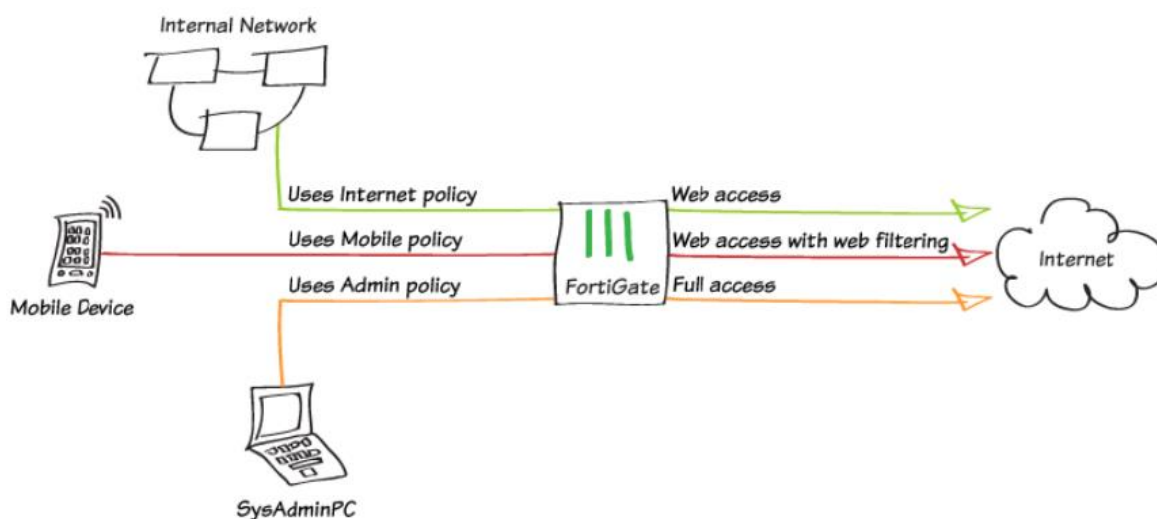 Internal Network
Uses Internet policy
Web access
Uses Mobile policy
Web access with web filtering
Internet
Mobile Device
Uses Admin policy
FortiGate
Full access
SysAdminPC